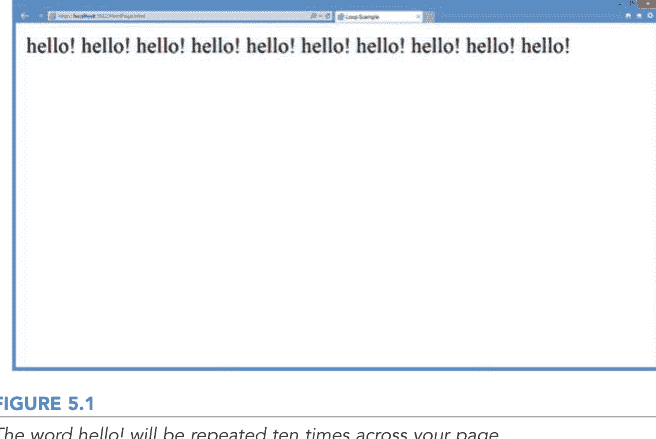 Loop Example
hello! hello! hello! hello! hello! hello! hello! hello! hello! hello!
FIGURE 5.1
The word hello! will be repeated ten times across your page